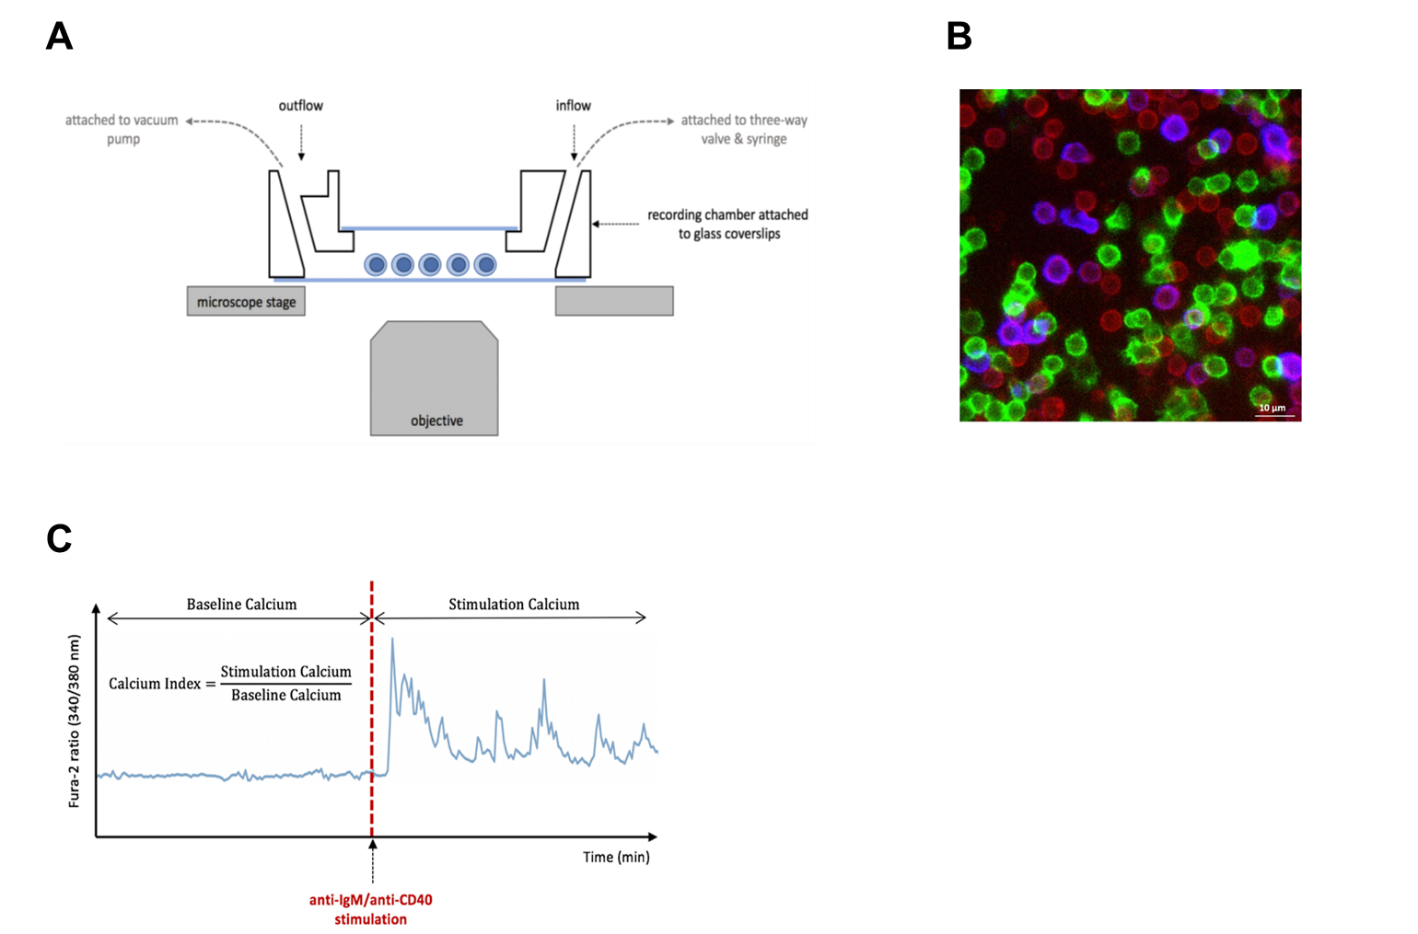 A
B
outflow
inflow
attached to vacuum
pump
attached to three-way
valve & syringe
recording chamber attached
to glass coverslips
microscope stage
objective
10 µm
C
Baseline Calcium
Stimulation Calcium
Calcium Index = Stimulation Calcium
Baseline Calcium
Fura-2 ratio (340/380 nm)
Time (min)
anti-IgM/anti-CD40
stimulation